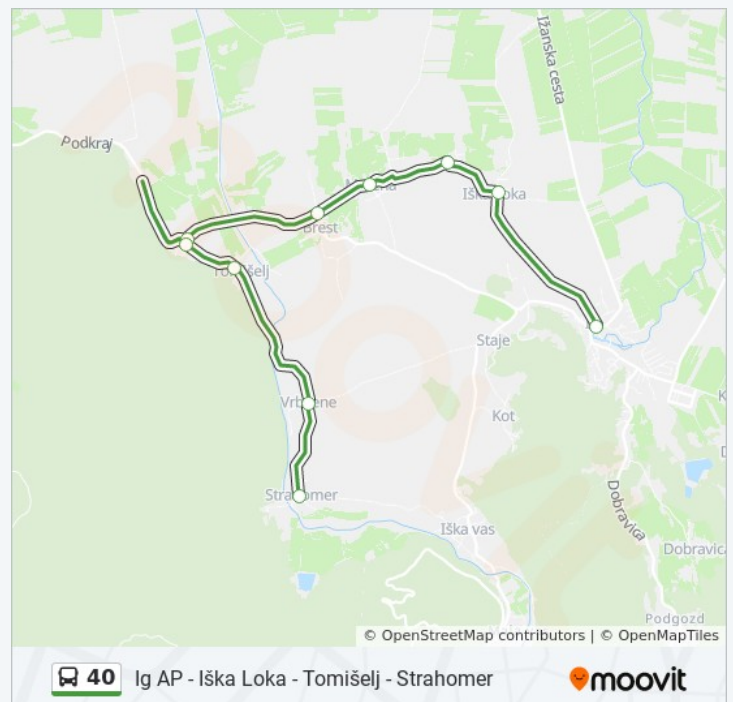 Ižanska cesta
Podkraj
Iška Loka
Brest
Tomišelj
Staje
Vrbljene
Kot
Strahomer
Dobravica
Iška vas
Dobravica
Podgozd
© OpenStreetMap contributors | © OpenMapTiles
40 Ig AP - Iška Loka - Tomišelj - Strahomer
moovit